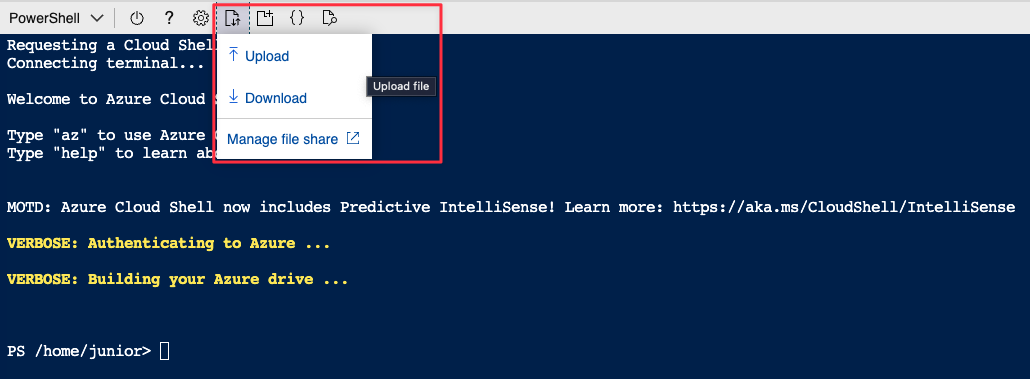 PowerShell
?
{}
Requesting a Cloud Shel
Upload
Connecting terminal...
Upload file
Welcome to Azure Cloud
Download
Type "az" to use Azure
Manage file share
Type "help" to learn ab
MOTD: Azure Cloud Shell now includes Predictive IntelliSense! Learn more: https://aka.ms/CloudShell/IntelliSense
VERBOSE: Authenticating to Azure ...
VERBOSE: Building your Azure drive ...
PS /home/junior>